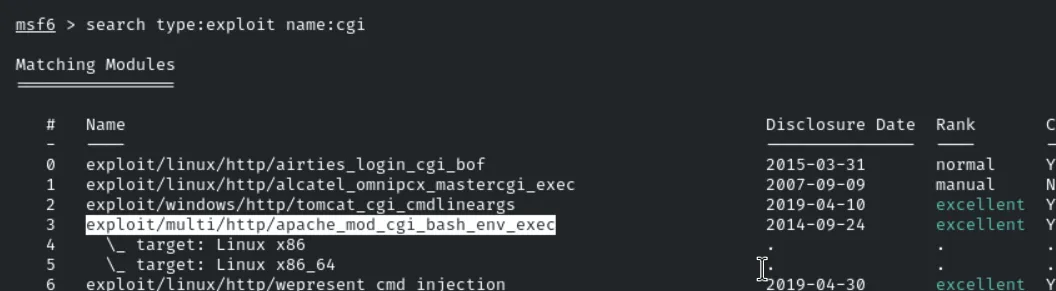 msf6 > search type:exploit name:cgi
Matching Modules
# Name Disclosure Date Rank C
- ---- --------------- ---- -
0 exploit/linux/http/airties_login_cgi_bof 2015-03-31 normal Y
1 exploit/linux/http/alcatel_omnipcx_mastercgi_exec 2007-09-09 manual N
2 exploit/windows/http/tomcat_cgi_cmdlineargs 2019-04-10 excellent Y
3 exploit/multi/http/apache_mod_cgi_bash_env_exec 2014-09-24 excellent Y
4 \_ target: Linux x86 . . .
5 \_ target: Linux x86_64 . . .
6 exploit/linux/http/wepresent_cmd_injection 2019-04-30 excellent Y